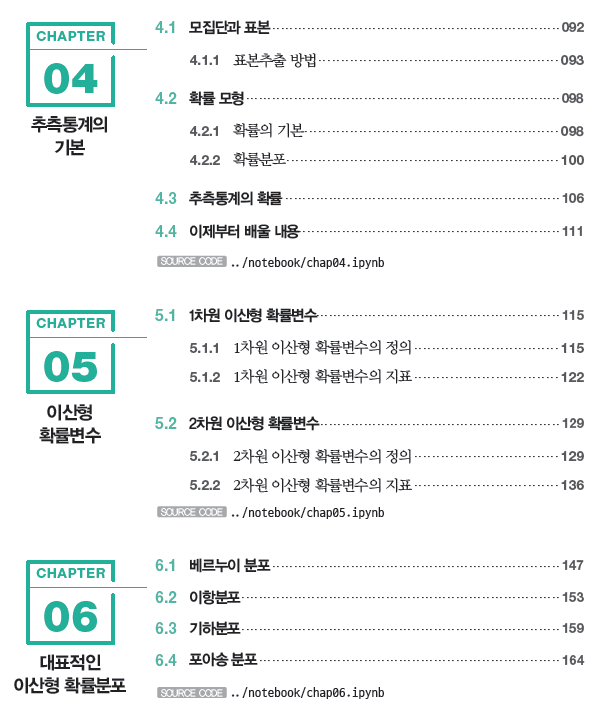 CHAPTER
04
추측통계의
기본
4.1 모집단과 표본 092
4.1.1 표본추출 방법 093
4.2 확률 모형 098
4.2.1 확률의 기본 098
4.2.2 확률분포 100
4.3 추측통계의 확률 106
4.4 이제부터 배울 내용 111
SOURCE CODE ../notebook/chap04.ipynb
CHAPTER
05
이산형
확률변수
5.1 1차원 이산형 확률변수 115
5.1.1 1차원 이산형 확률변수의 정의 115
5.1.2 1차원 이산형 확률변수의 지표 122
5.2 2차원 이산형 확률변수 129
5.2.1 2차원 이산형 확률변수의 정의 129
5.2.2 2차원 이산형 확률변수의 지표 136
SOURCE CODE ../notebook/chap05.ipynb
CHAPTER
06
대표적인
이산형 확률분포
6.1 베르누이 분포 147
6.2 이항분포 153
6.3 기하분포 159
6.4 포아송 분포 164
SOURCE CODE ../notebook/chap06.ipynb